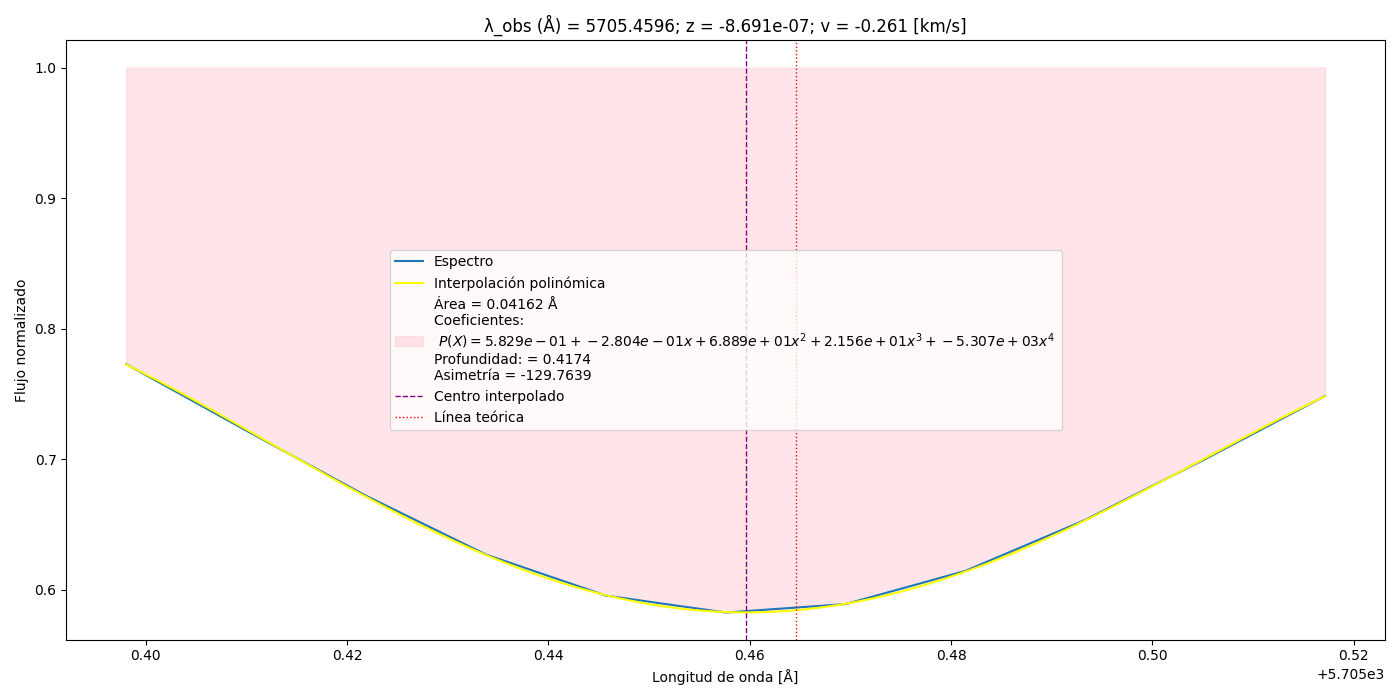 λ_obs (Å) = 5705.4596; z = -8.691e-07; v = -0.261 [km/s]
Flujo normalizado
1.0
0.9
0.8
0.7
0.6
Espectro
Interpolación polinómica
Área = 0.04162 Å
Coeficientes:
P(X) = 5.829e − 01 + −2.804e − 01x + 6.889e + 01x² + 2.156e + 01x³ + −5.307e + 03x⁴
Profundidad: = 0.4174
Asimetría = -129.7639
Centro interpolado
Línea teórica
0.40 0.42 0.44 0.46 0.48 0.50 0.52
Longitud de onda [Å]
+5.705e3